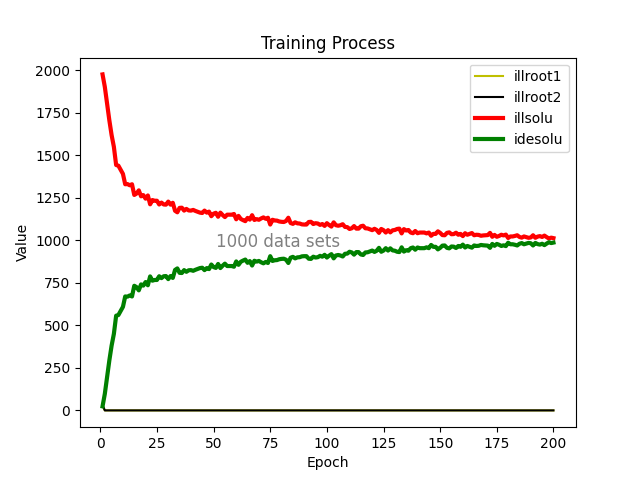 Training Process
2000
1750
1500
1250
1000
750
500
250
0
Value
illroot1
illroot2
illsolu
idesolu
1000 data sets
0 25 50 75 100 125 150 175 200
Epoch